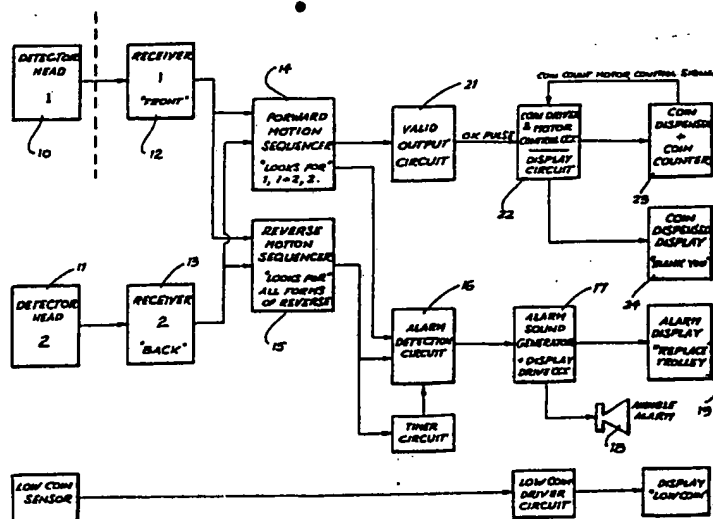 DETECTOR
HEAD
1
10
RECEIVER
1
"FRONT"
12
14
FORWARD
MOTION
SEQUENCER
"LOOKS FOR"
1, 1+2, 2.
21
VALID
OUTPUT
CIRCUIT
OK PULSE
COIN COUNT MOTOR CONTROL SIGNAL
COIN DRIVER
& MOTOR
CONTROL CCT
DISPLAY
CIRCUIT
22
COIN
DISPENSER
+
COIN
COUNTER
23
COIN
DISPENSED
DISPLAY
"THANK YOU"
24
11
DETECTOR
HEAD
2
13
RECEIVER
2
"BACK"
REVERSE
MOTION
SEQUENCER
"LOOKS FOR"
ALL FORMS
OF REVERSE
15
16
ALARM
DETECTION
CIRCUIT
17
ALARM
SOUND
GENERATOR
+ DISPLAY
DRIVE CCT
ALARM
DISPLAY
"REPLACE
TROLLEY"
19
AUDIBLE
ALARM
18
TIMER
CIRCUIT
LOW COIN
SENSOR
LOW COIN
DRIVER
CIRCUIT
DISPLAY
"LOW COIN"